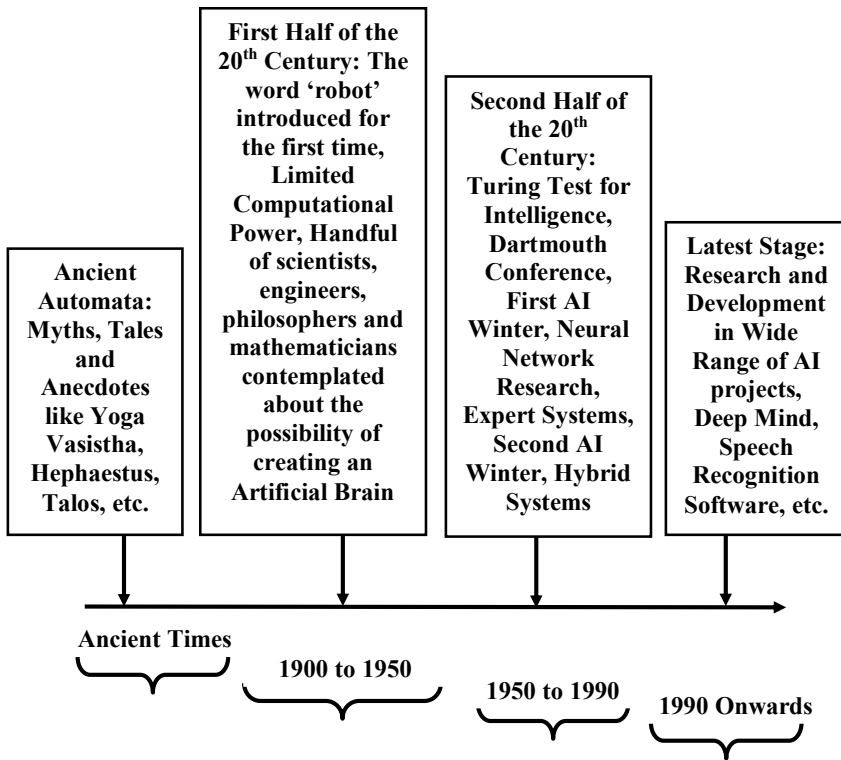 Ancient
Automata:
Myths, Tales
and
Anecdotes
like Yoga
Vasistha,
Hephaestus,
Talos, etc.
First Half of the
20th Century: The
word ‘robot’
introduced for
the first time,
Limited
Computational
Power, Handful
of scientists,
engineers,
philosophers and
mathematicians
contemplated
about the
possibility of
creating an
Artificial Brain
Second Half of
the 20th
Century:
Turing Test for
Intelligence,
Dartmouth
Conference,
First AI
Winter, Neural
Network
Research,
Expert Systems,
Second AI
Winter, Hybrid
Systems
Latest Stage:
Research and
Development
in Wide
Range of AI
projects,
Deep Mind,
Speech
Recognition
Software, etc.
Ancient Times
1900 to 1950
1950 to 1990
1990 Onwards